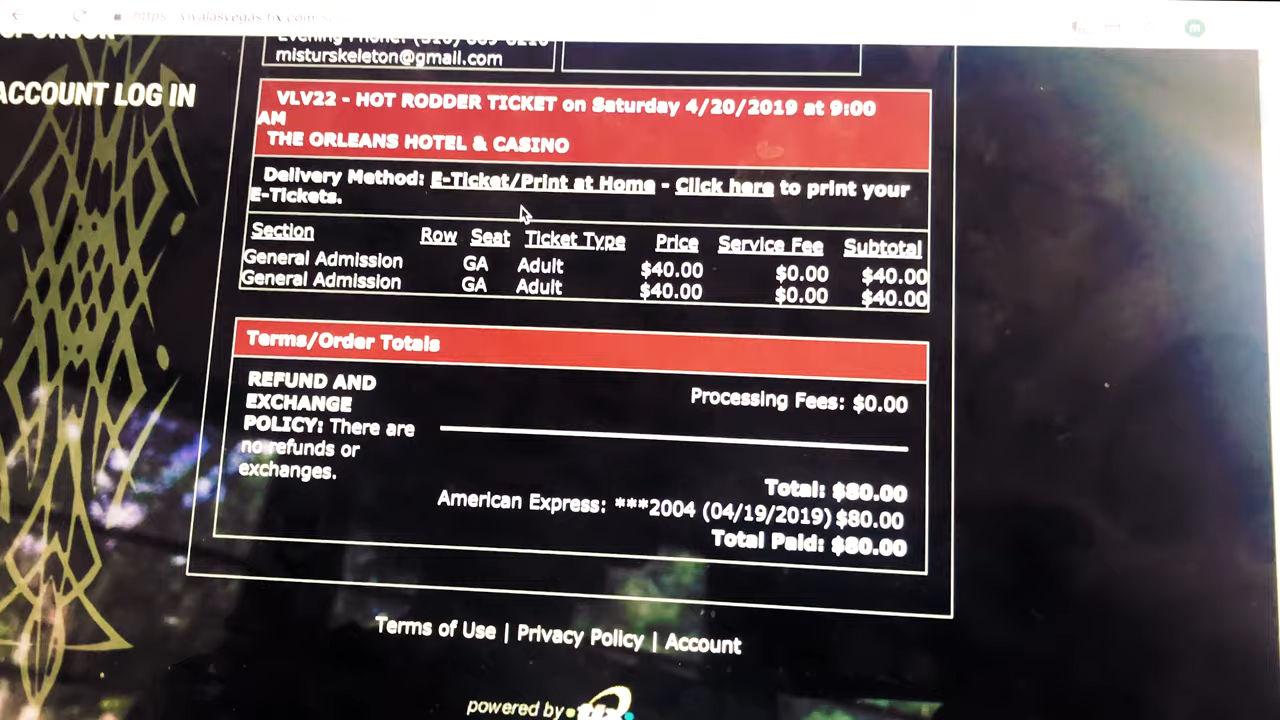 ACCOUNT LOG IN
misturskeleton@gmail.com
VLV22 - HOT RODDER TICKET on Saturday 4/20/2019 at 9:00
AM
THE ORLEANS HOTEL & CASINO
Delivery Method: E-Ticket/Print at Home - Click here to print your
E-Tickets.
Section Row Seat Ticket Type Price Service Fee Subtotal
General Admission GA Adult $40.00 $0.00 $40.00
General Admission GA Adult $40.00 $0.00 $40.00
Terms/Order Totals
REFUND AND
EXCHANGE
POLICY: There are
no refunds or
exchanges.
Processing Fees: $0.00
Total: $80.00
American Express: ***2004 (04/19/2019) $80.00
Total Paid: $80.00
Terms of Use | Privacy Policy | Account
powered by